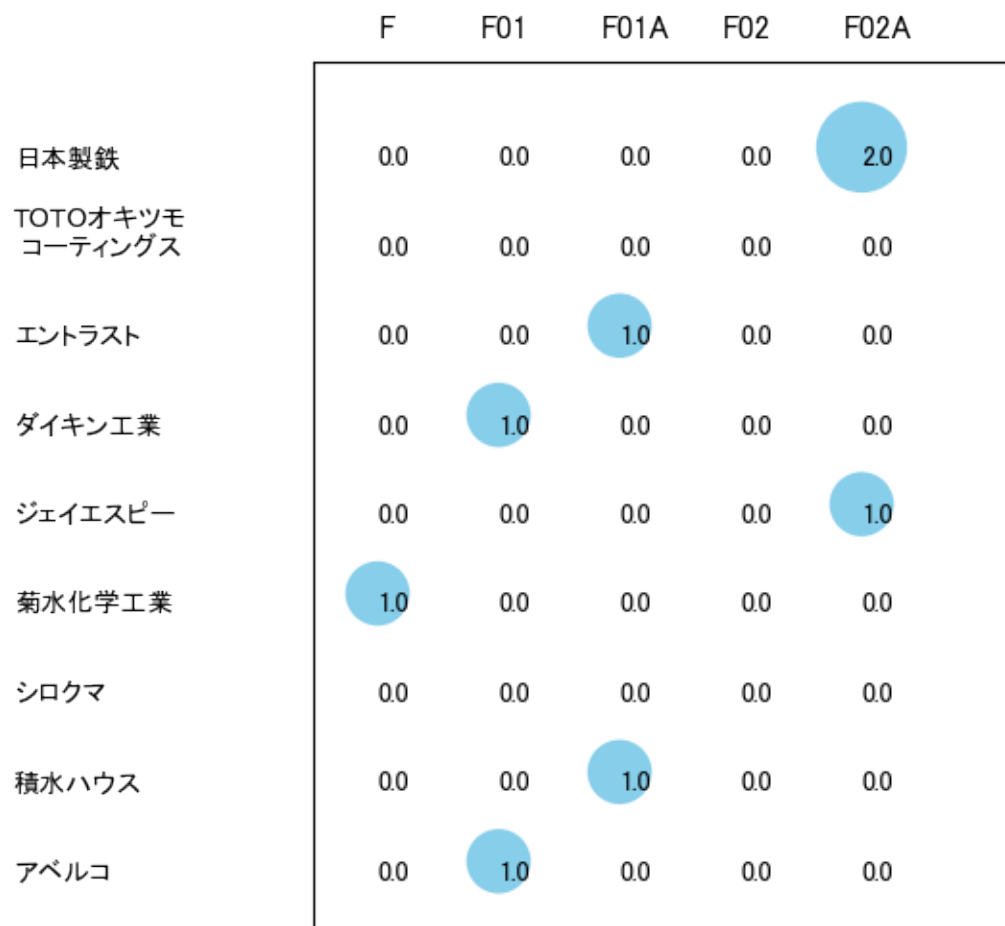 F F01 F01A F02 F02A
日本製鉄 0.0 0.0 0.0 0.0 2.0
TOTOオキツモ
コーティングス 0.0 0.0 0.0 0.0 0.0
エントラスト 0.0 0.0 1.0 0.0 0.0
ダイキン工業 0.0 1.0 0.0 0.0 0.0
ジェイエスピー 0.0 0.0 0.0 0.0 1.0
菊水化学工業 1.0 0.0 0.0 0.0 0.0
シロクマ 0.0 0.0 0.0 0.0 0.0
積水ハウス 0.0 0.0 1.0 0.0 0.0
アベルコ 0.0 1.0 0.0 0.0 0.0